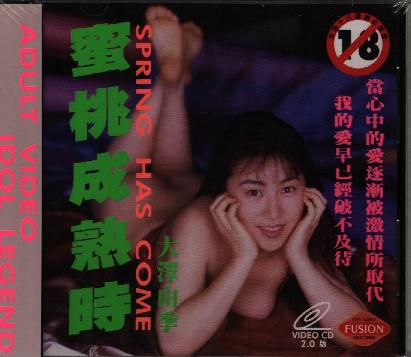 ADULT VIDEO
IDOL LEGEND
蜜桃成熟時
SPRING HAS COME
大澤由季
18
當心中的愛逐漸被激情所取代
我的愛早已經破不及待
VIDEO CD
2.0 版
FUSION